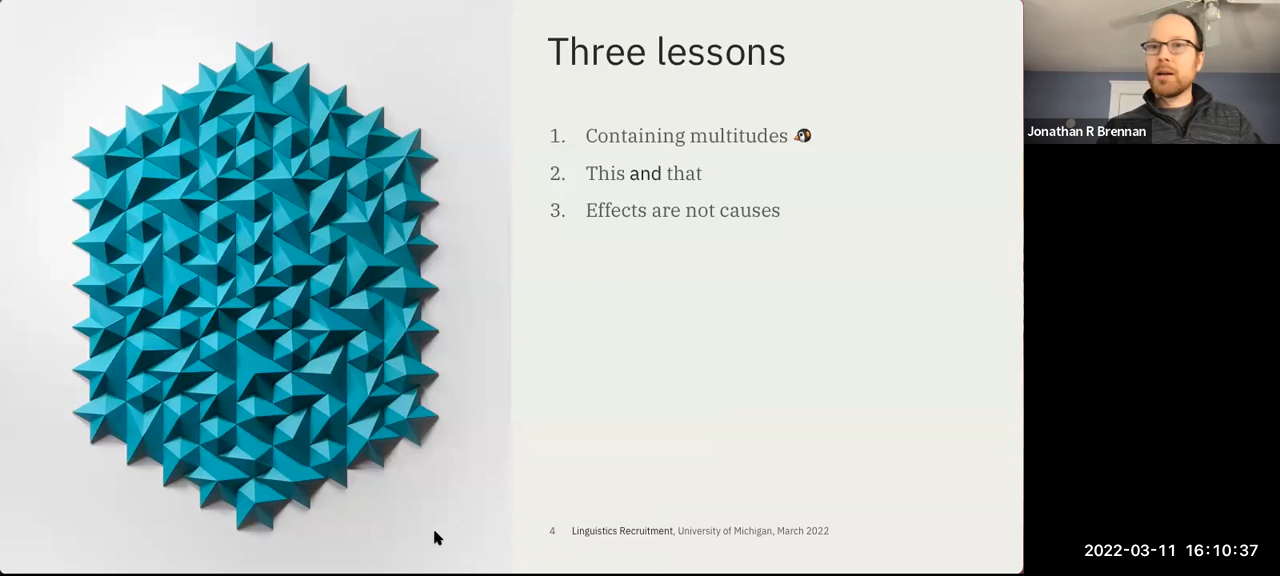 Three lessons
1. Containing multitudes 🐧
2. This and that
3. Effects are not causes
4 Linguistics Recruitment, University of Michigan, March 2022
Jonathan R Brennan
2022-03-11 16:10:37